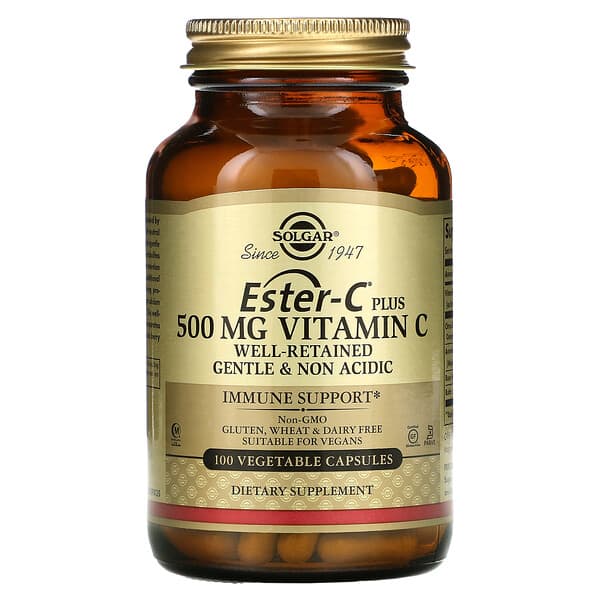 SOLGAR®
Since 1947
Ester-C® PLUS
500 MG VITAMIN C
WELL-RETAINED
GENTLE & NON ACIDIC
IMMUNE SUPPORT*
Non-GMO
GLUTEN, WHEAT & DAIRY FREE
SUITABLE FOR VEGANS
100 VEGETABLE CAPSULES
DIETARY SUPPLEMENT